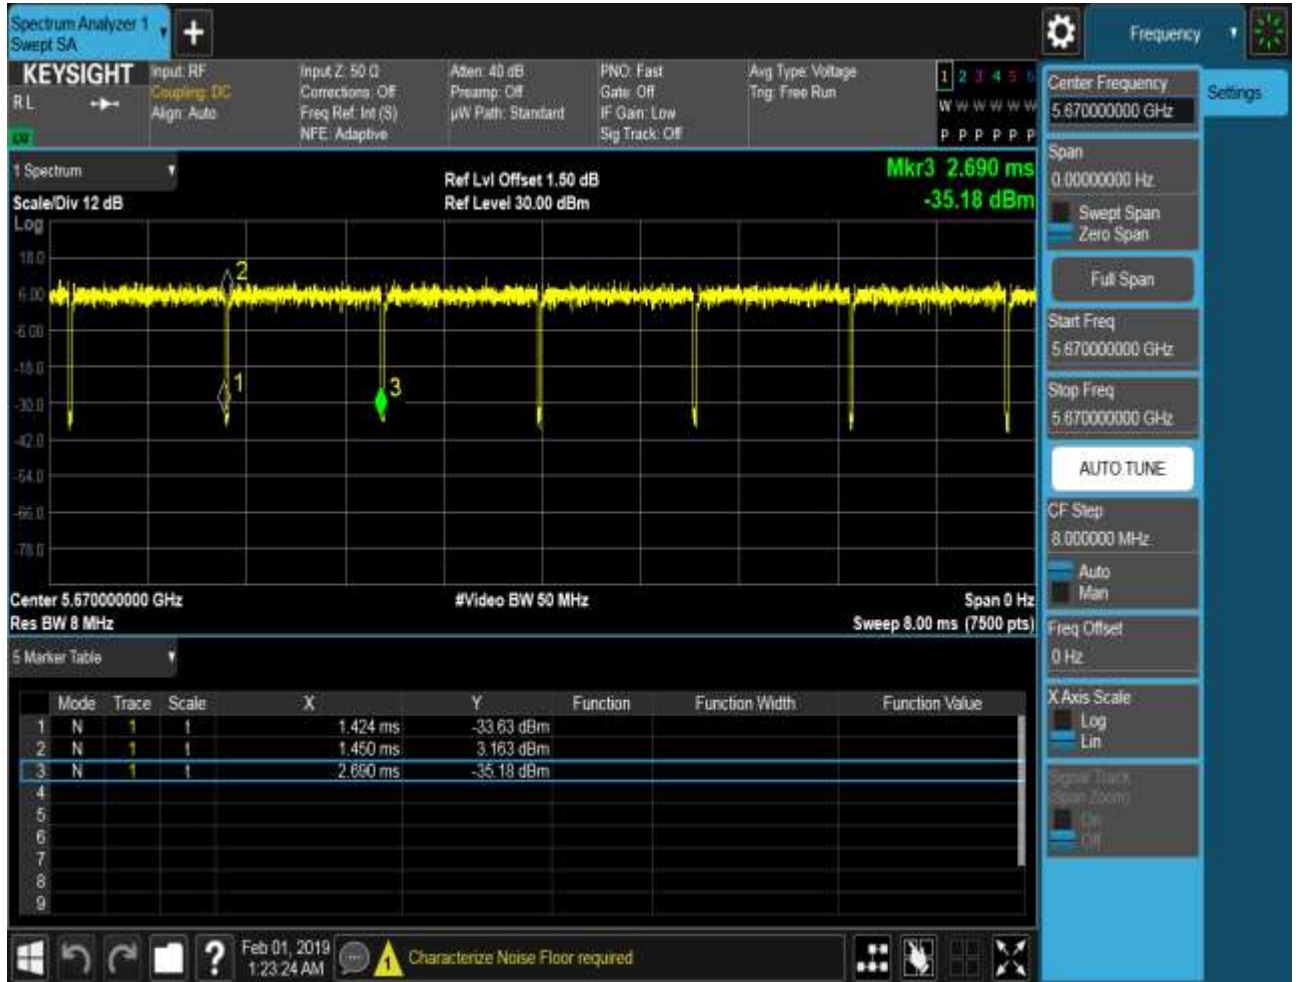 Spectrum Analyzer 1
Swept SA
+
Frequency
KEYSIGHT
R L
Input: RF
Coupling: DC
Align: Auto
Input Z: 50 Ω
Corrections: Off
Freq Ref: Int (S)
NFE: Adaptive
Atten: 40 dB
Preamp: Off
µW Path: Standard
PNO: Fast
Gate: Off
IF Gain: Low
Sig Track: Off
Avg Type: Voltage
Trig: Free Run
1 2 3 4 5 6
W W W W W W
P P P P P P
1 Spectrum
Scale/Div 12 dB
Ref Lvl Offset 1.50 dB
Ref Level 30.00 dBm
Mkr3 2.690 ms
-35.18 dBm
Log
18.0
6.00
-6.00
-18.0
-30.0
-42.0
-54.0
-66.0
-78.0
2
1
3
Center 5.670000000 GHz
Res BW 8 MHz
#Video BW 50 MHz
Span 0 Hz
Sweep 8.00 ms (7500 pts)
5 Marker Table
Mode Trace Scale X Y Function Function Width Function Value
1 N 1 t 1.424 ms -33.63 dBm
2 N 1 t 1.450 ms 3.163 dBm
3 N 1 t 2.690 ms -35.18 dBm
4
5
6
7
8
9
?
Feb 01, 2019
1:23:24 AM
1
Characterize Noise Floor required
Center Frequency
5.670000000 GHz
Settings
Span
0.00000000 Hz
Swept Span
Zero Span
Full Span
Start Freq
5.670000000 GHz
Stop Freq
5.670000000 GHz
AUTO TUNE
CF Step
8.000000 MHz
Auto
Man
Freq Offset
0 Hz
X Axis Scale
Log
Lin
Signal Track
(Span Zoom)
On
Off